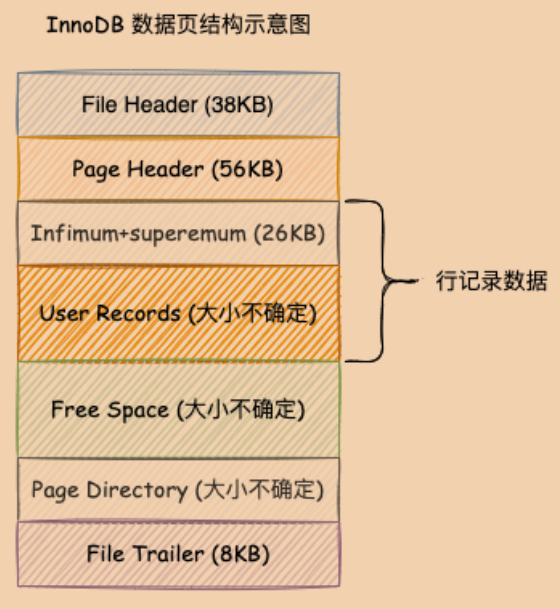 InnoDB 数据页结构示意图
File Header (38KB)
Page Header (56KB)
Infimum+superemum (26KB)
User Records (大小不确定)
行记录数据
Free Space (大小不确定)
Page Directory (大小不确定)
File Trailer (8KB)